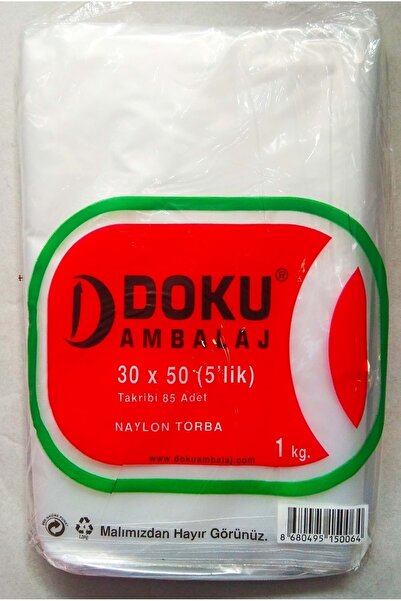 DOKU®
AMBALAJ
30 x 50 (5'lik)
Takribi 85 Adet
NAYLON TORBA
1 kg.
www.dokuambalaj.com
Malımızdan Hayır Görünüz.
8 680495 150064